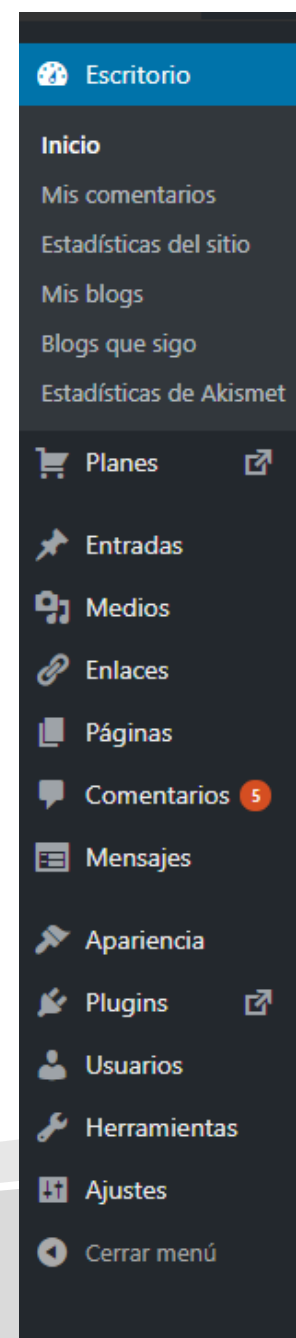 Escritorio
Inicio
Mis comentarios
Estadísticas del sitio
Mis blogs
Blogs que sigo
Estadísticas de Akismet
Planes
Entradas
Medios
Enlaces
Páginas
Comentarios 5
Mensajes
Apariencia
Plugins
Usuarios
Herramientas
Ajustes
Cerrar menú